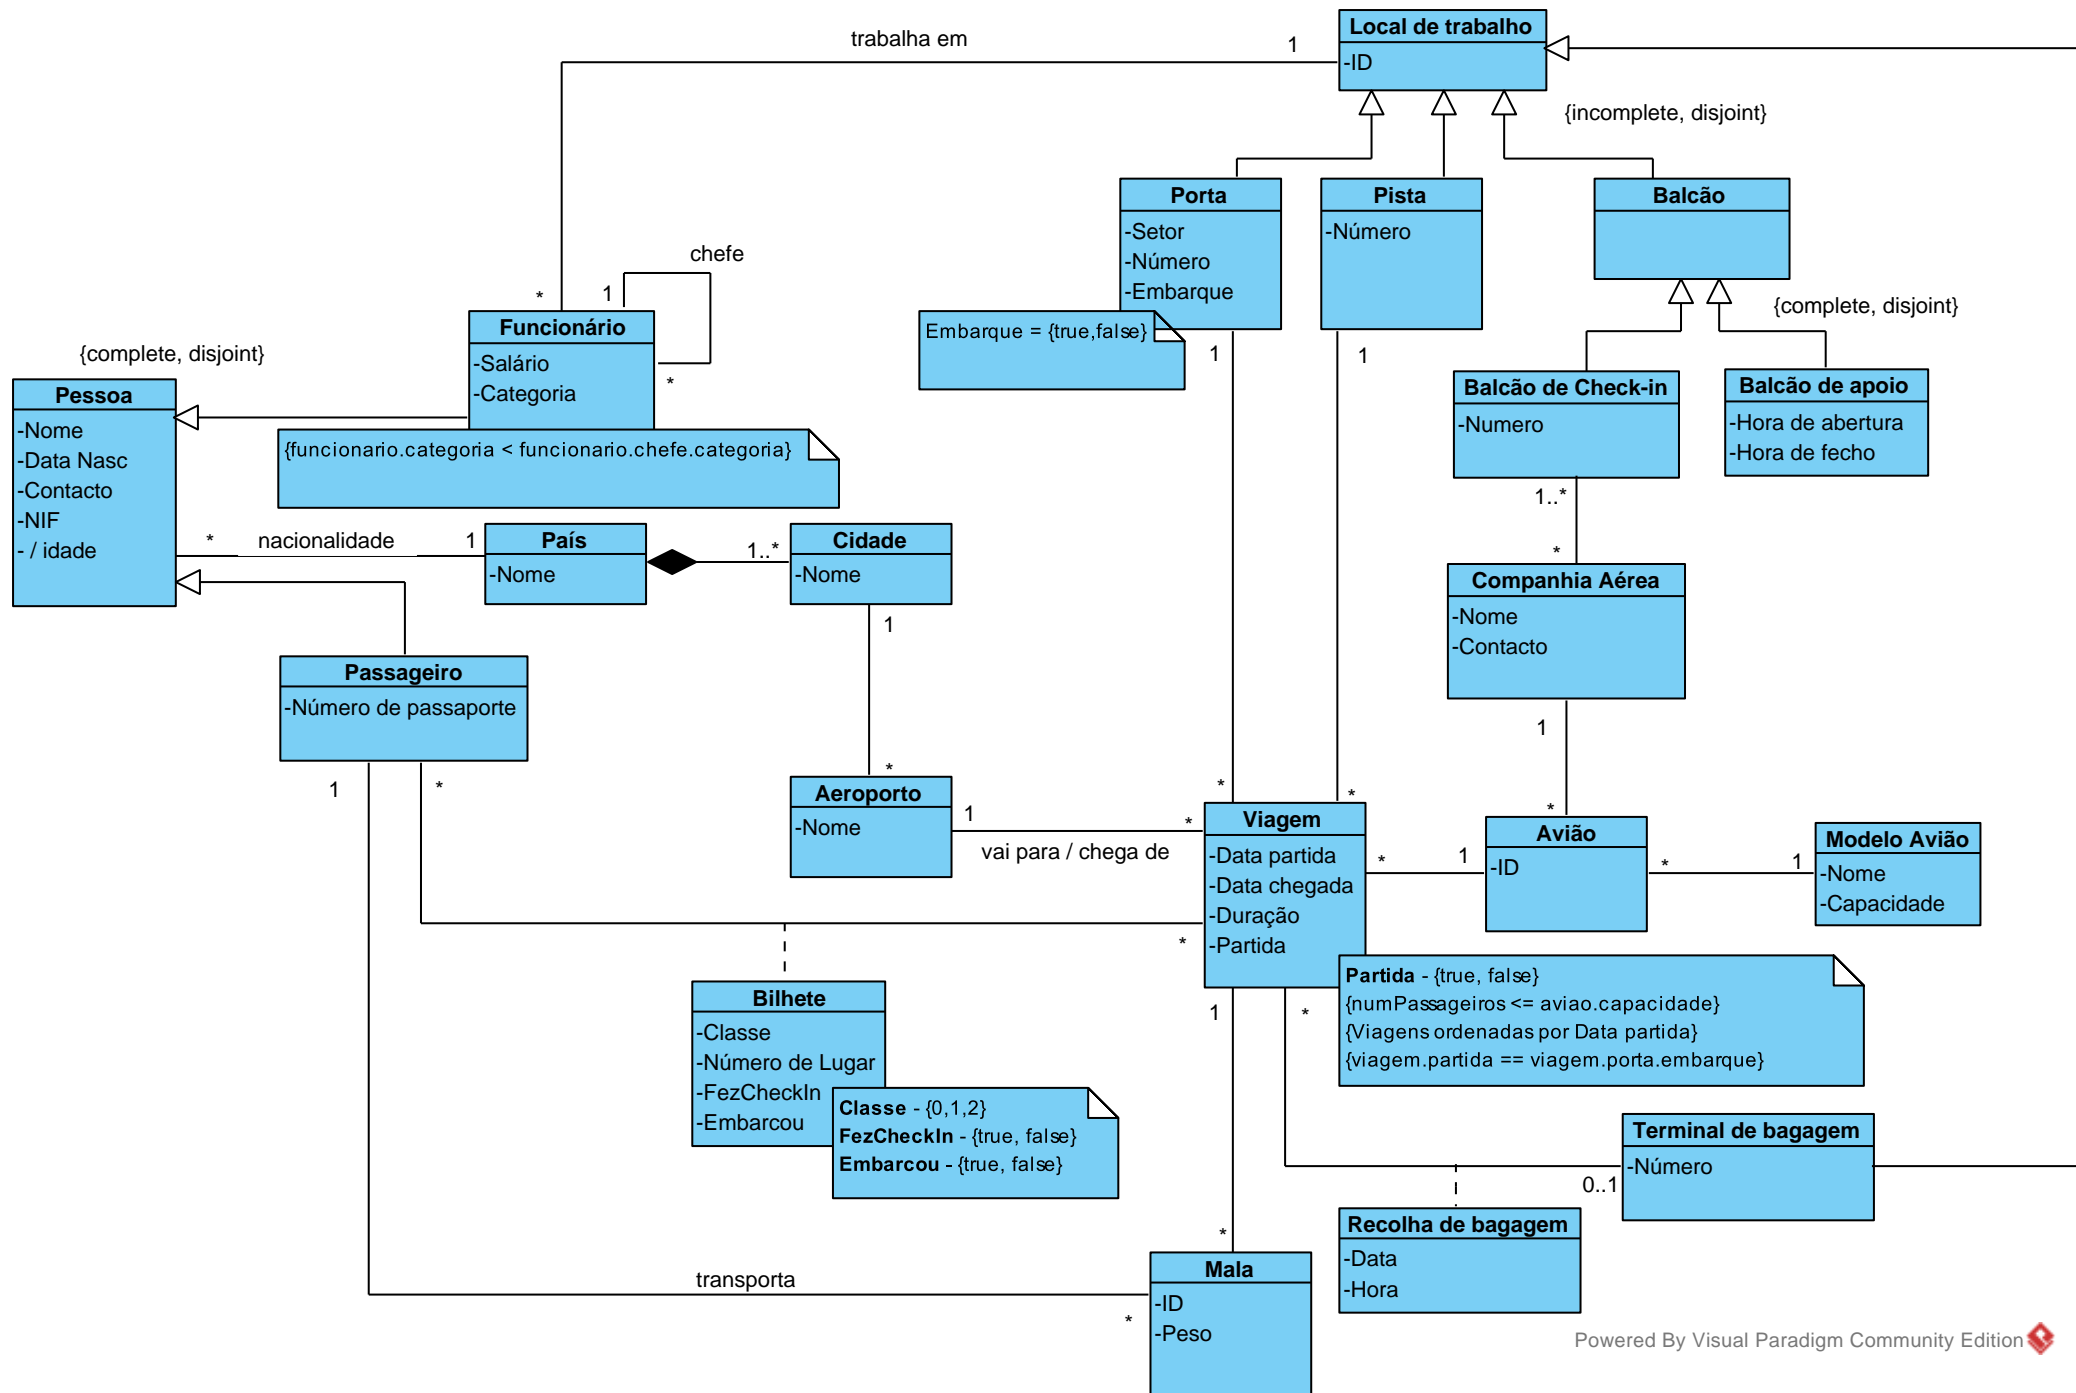 Local de trabalho
-ID
trabalha em
1
*
{incomplete, disjoint}
Porta
-Setor
-Número
-Embarque
Embarque = {true,false}
1
Pista
-Número
1
Balcão
{complete, disjoint}
chefe
1
*
Funcionário
-Salário
-Categoria
{funcionario.categoria < funcionario.chefe.categoria}
{complete, disjoint}
Pessoa
-Nome
-Data Nasc
-Contacto
-NIF
- / idade
Balcão de Check-in
-Numero
Balcão de apoio
-Hora de abertura
-Hora de fecho
1..*
*
* nacionalidade 1
País
-Nome
1..*
Cidade
-Nome
1
*
Companhia Aérea
-Nome
-Contacto
1
*
Passageiro
-Número de passaporte
1
*
Aeroporto
-Nome
1
*
vai para / chega de
*
*
Viagem
-Data partida
-Data chegada
-Duração
-Partida
* 1
Avião
-ID
* 1
Modelo Avião
-Nome
-Capacidade
*
Partida - {true, false}
{numPassageiros <= aviao.capacidade}
{Viagens ordenadas por Data partida}
{viagem.partida == viagem.porta.embarque}
Bilhete
-Classe
-Número de Lugar
-FezCheckIn
-Embarcou
Classe - {0,1,2}
FezCheckIn - {true, false}
Embarcou - {true, false}
1
*
Terminal de bagagem
-Número
0..1
Recolha de bagagem
-Data
-Hora
*
transporta
*
Mala
-ID
-Peso
Powered By Visual Paradigm Community Edition